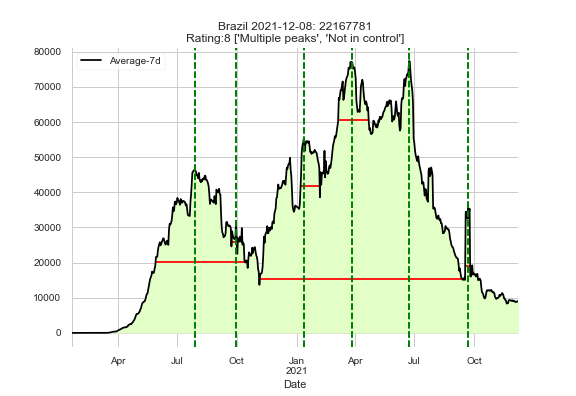 Brazil 2021-12-08: 22167781
Rating:8 ['Multiple peaks', 'Not in control']
Average-7d
80000
70000
60000
50000
40000
30000
20000
10000
0
Apr Jul Oct Jan Apr Jul Oct
2021
Date